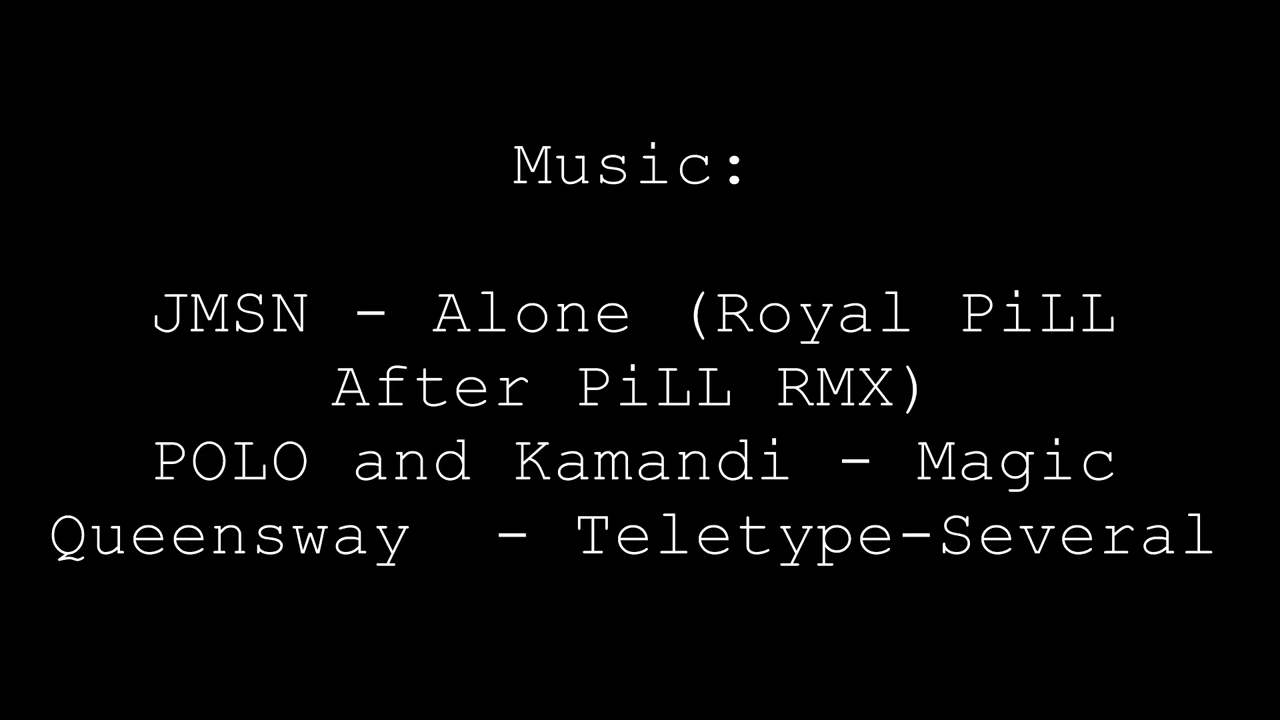 Music:
JMSN - Alone (Royal PiLL
After PiLL RMX)
POLO and Kamandi - Magic
Queensway  - Teletype-Several